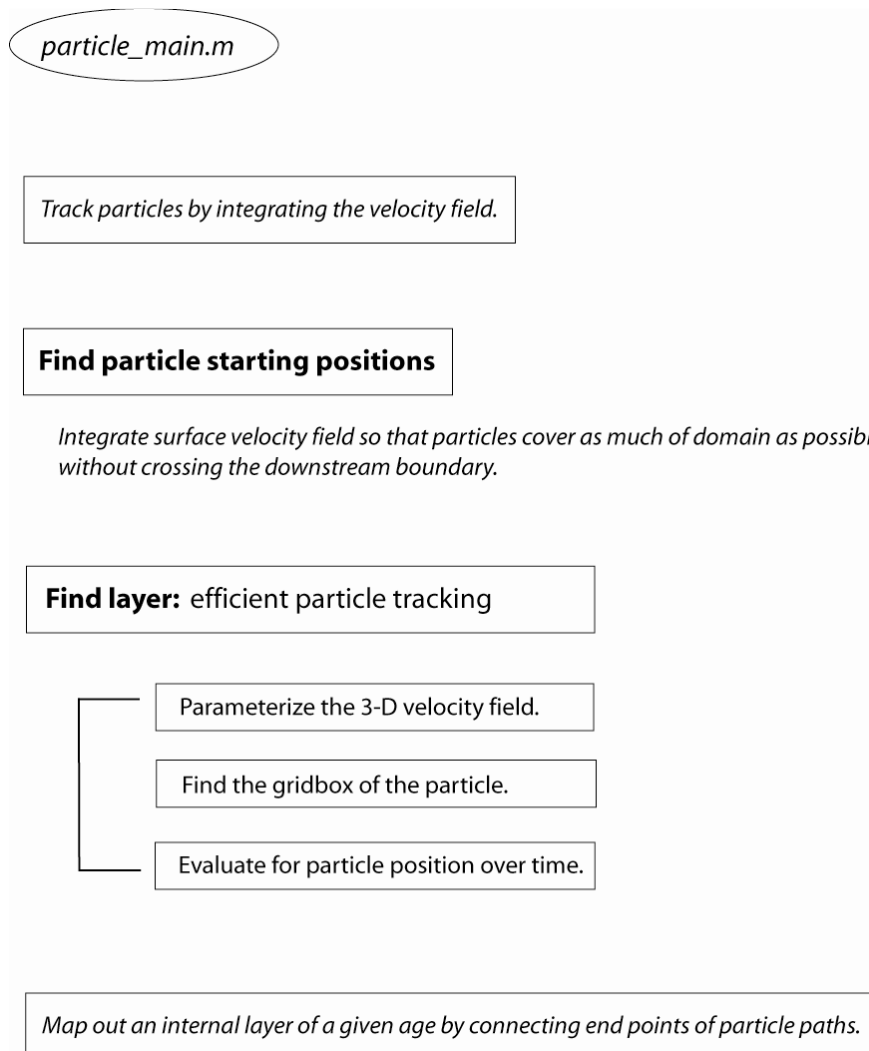 particle_main.m
Track particles by integrating the velocity field.
Find particle starting positions
Integrate surface velocity field so that particles cover as much of domain as
without crossing the downstream boundary.
Find layer: efficient particle tracking
Parameterize the 3-D velocity field.
Find the gridbox of the particle.
Evaluate for particle position over time.
Map out an internal layer of a given age by connecting end points of particle paths.